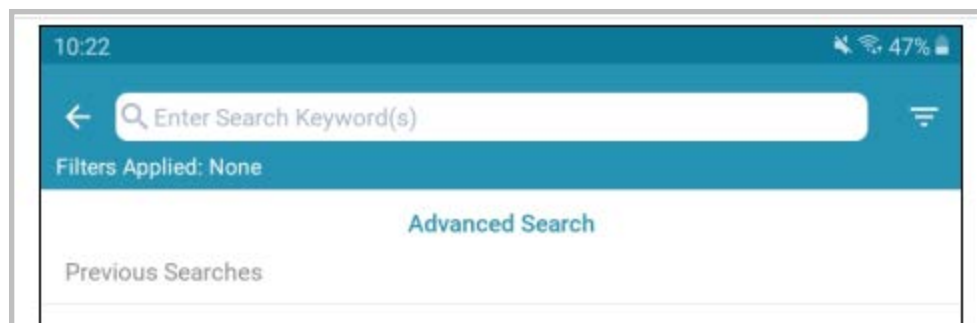 10:22 47%
Enter Search Keyword(s)
Filters Applied: None
Advanced Search
Previous Searches